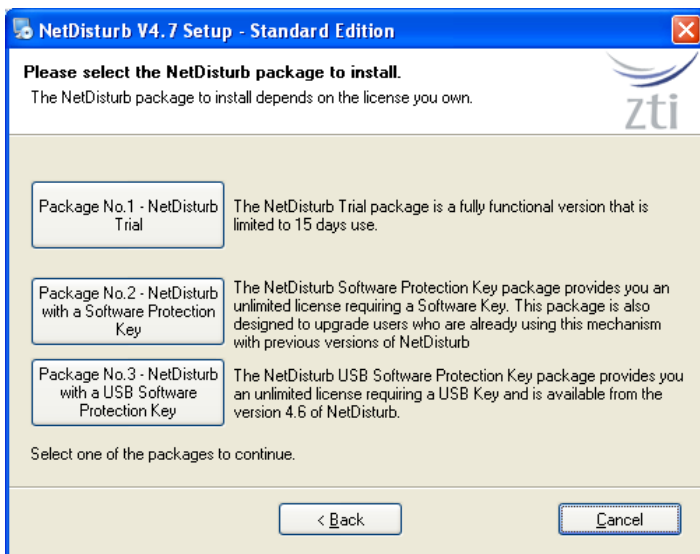 NetDisturb V4.7 Setup - Standard Edition
Please select the NetDisturb package to install.
The NetDisturb package to install depends on the license you own.
zti
Package No.1 - NetDisturb
Trial
The NetDisturb Trial package is a fully functional version that is
limited to 15 days use.
Package No.2 - NetDisturb
with a Software Protection
Key
The NetDisturb Software Protection Key package provides you an
unlimited license requiring a Software Key. This package is also
designed to upgrade users who are already using this mechanism
with previous versions of NetDisturb
Package No.3 - NetDisturb
with a USB Software
Protection Key
The NetDisturb USB Software Protection Key package provides you
an unlimited license requiring a USB Key and is available from the
version 4.6 of NetDisturb.
Select one of the packages to continue.
< Back
Cancel